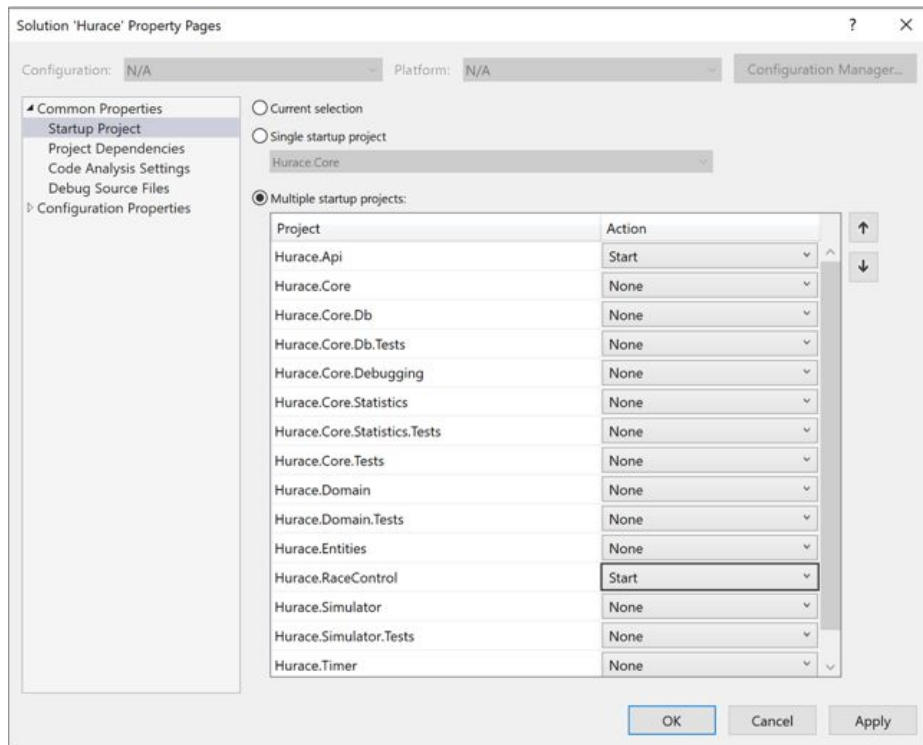 Solution 'Hurace' Property Pages ?
Configuration: N/A Platform: N/A Configuration Manager...
Common Properties
Startup Project
Project Dependencies
Code Analysis Settings
Debug Source Files
Configuration Properties
Current selection
Single startup project
Hurace.Core
Multiple startup projects:
Project Action
Hurace.Api Start
Hurace.Core None
Hurace.Core.Db None
Hurace.Core.Db.Tests None
Hurace.Core.Debugging None
Hurace.Core.Statistics None
Hurace.Core.Statistics.Tests None
Hurace.Core.Tests None
Hurace.Domain None
Hurace.Domain.Tests None
Hurace.Entities None
Hurace.RaceControl Start
Hurace.Simulator None
Hurace.Simulator.Tests None
Hurace.Timer None
OK Cancel Apply